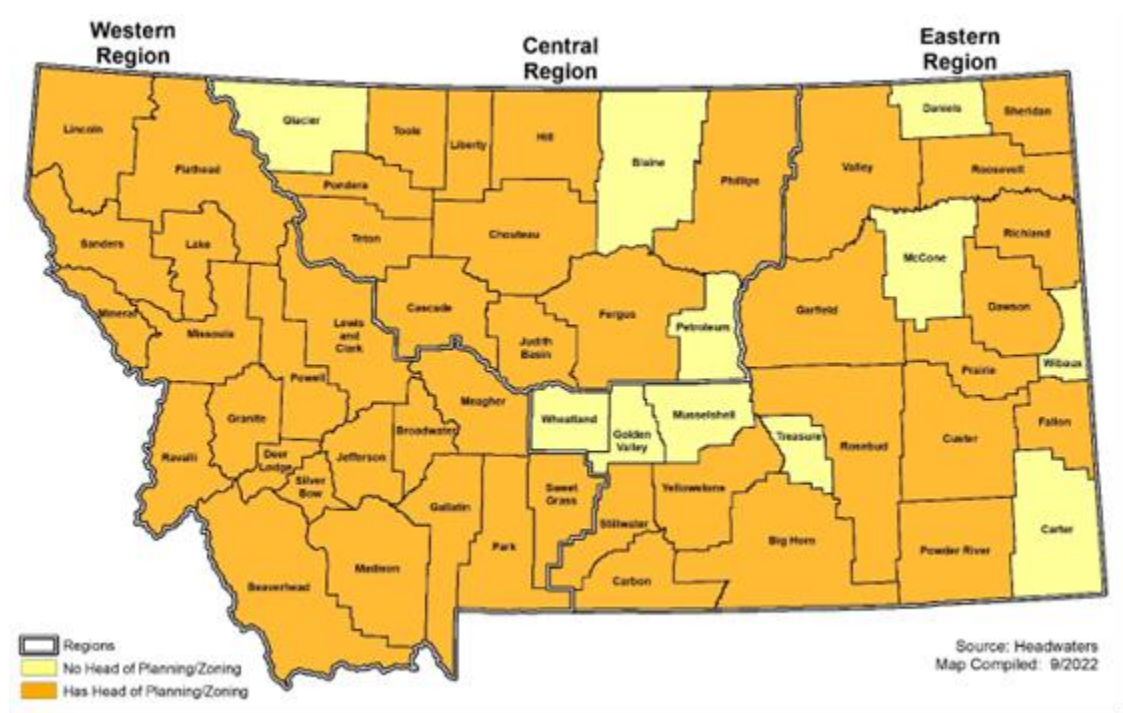 Western
Region
Central
Region
Eastern
Region
Lincoln
Flathead
Glacier
Toole
Liberty
Hill
Blaine
Phillips
Valley
Daniels
Sheridan
Roosevelt
Pondera
Teton
Chouteau
Sanders
Lake
McCone
Richland
Mineral
Missoula
Lewis
and
Clark
Cascade
Judith
Basin
Fergus
Petroleum
Garfield
Dawson
Wibaux
Prairie
Powell
Granite
Meagher
Broadwater
Wheatland
Golden
Valley
Musselshell
Treasure
Rosebud
Custer
Fallon
Ravalli
Deer
Lodge
Silver
Bow
Jefferson
Gallatin
Sweet
Grass
Yellowstone
Stillwater
Big Horn
Carter
Powder River
Park
Carbon
Beaverhead
Madison
Regions
No Head of Planning/Zoning
Has Head of Planning/Zoning
Source: Headwaters
Map Compiled: 9/2022